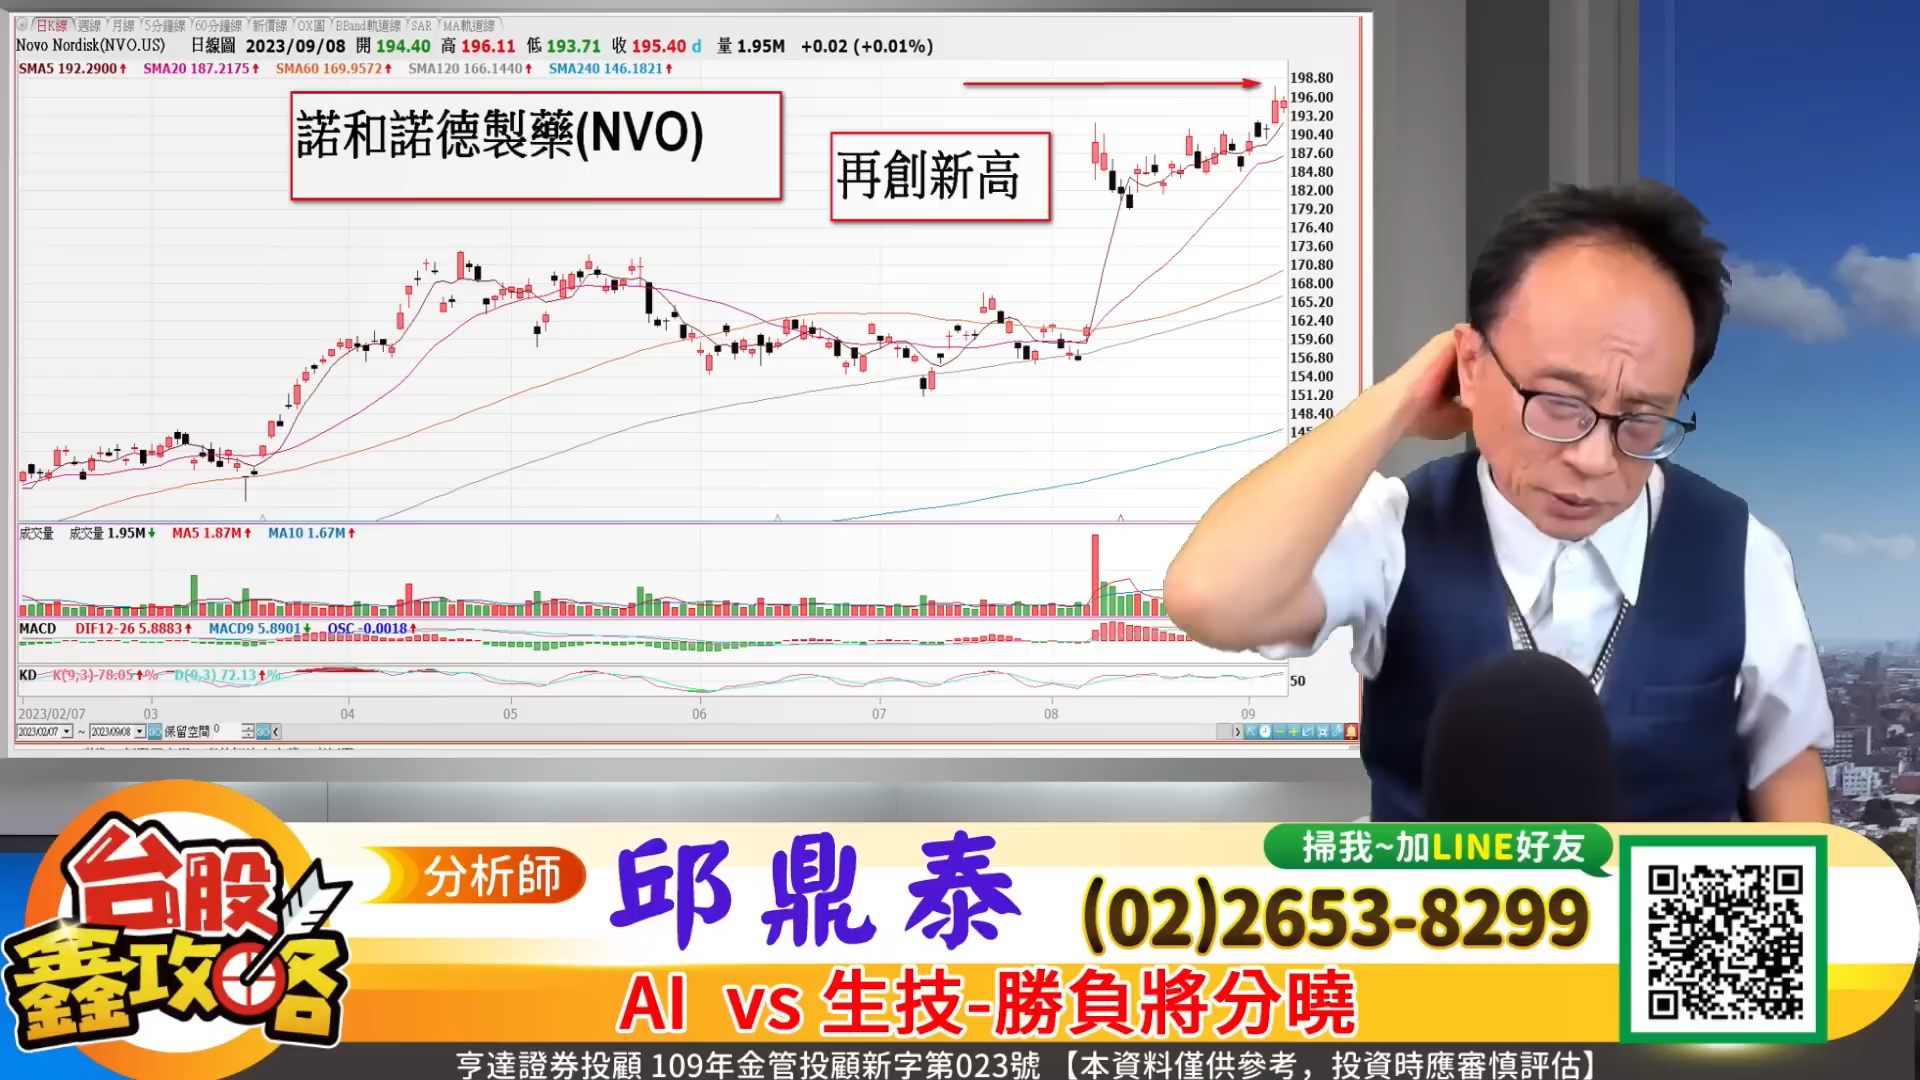 日K線 週線 月線 5分鐘線 60分鐘線 新價線 OX圖 BBand軌道線 SAR MA軌道線
Novo Nordisk(NVO.US) 日線圖 2023/09/08 開 194.40 高 196.11 低 193.71 收 195.40 d 量 1.95M +0.02 (+0.01%)
SMA5 192.2900↑ SMA20 187.2175↑ SMA60 169.9572↑ SMA120 166.1440↑ SMA240 146.1821↑
諾和諾德製藥(NVO)
再創新高
198.80
196.00
193.20
190.40
187.60
184.80
182.00
179.20
176.40
173.60
170.80
168.00
165.20
162.40
159.60
156.80
154.00
151.20
148.40
成交量 成交量 1.95M↓ MA5 1.87M↑ MA10 1.67M↑
MACD DIF12-26 5.8883↑ MACD9 5.8901↓ OSC -0.0018↑
KD K(9,3) 78.05↑% D(9,3) 72.13↑%
50
2023/02/07 03 04 05 06 07 08 09
2023/02/07 ~ 2023/09/08 GO 保留空間 0 GO
台股
鑫攻略
分析師
邱鼎泰
掃我~加LINE好友
(02)2653-8299
AI vs 生技-勝負將分曉
亨達證券投顧 109年金管投顧新字第023號 【本資料僅供參考，投資時應審慎評估】